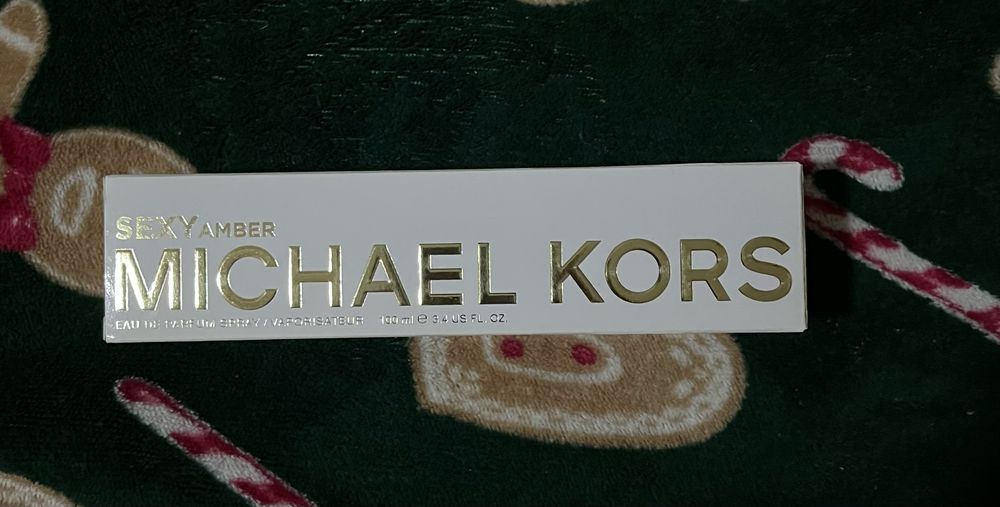 SEXY AMBER
MICHAEL KORS
EAU DE PARFUM SPRAY / VAPORISATEUR 100 ml ℮ 3.4 US FL. OZ.